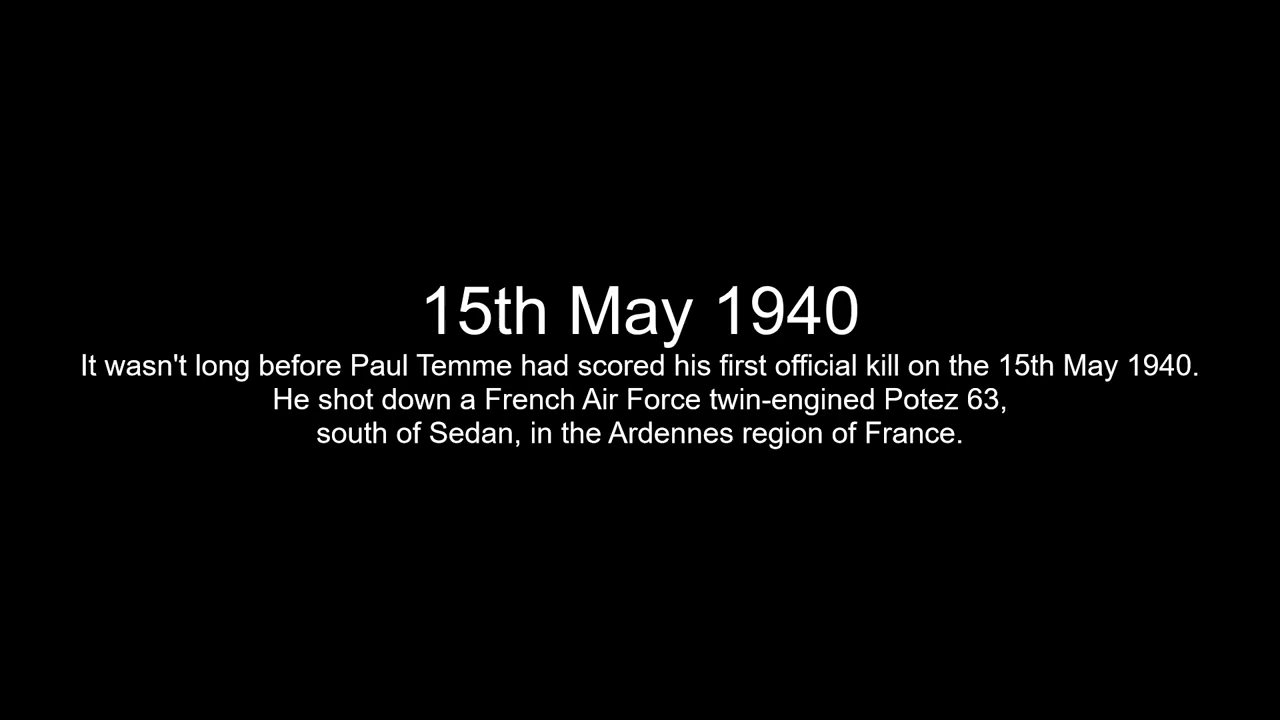 15th May 1940
It wasn't long before Paul Temme had scored his first official kill on the 15th May 1940.
He shot down a French Air Force twin-engined Potez 63,
south of Sedan, in the Ardennes region of France.